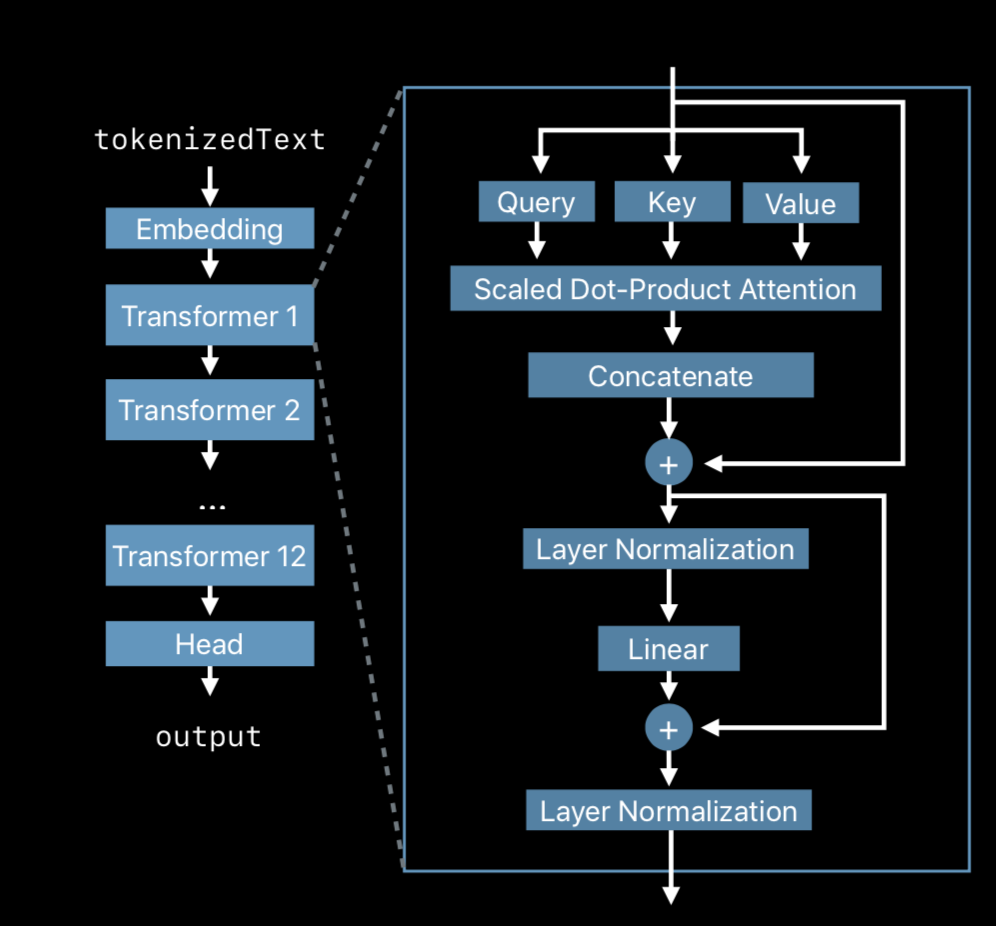 tokenizedText
Embedding
Transformer 1
Transformer 2
...
Transformer 12
Head
output
Query
Key
Value
Scaled Dot-Product Attention
Concatenate
+
Layer Normalization
Linear
+
Layer Normalization